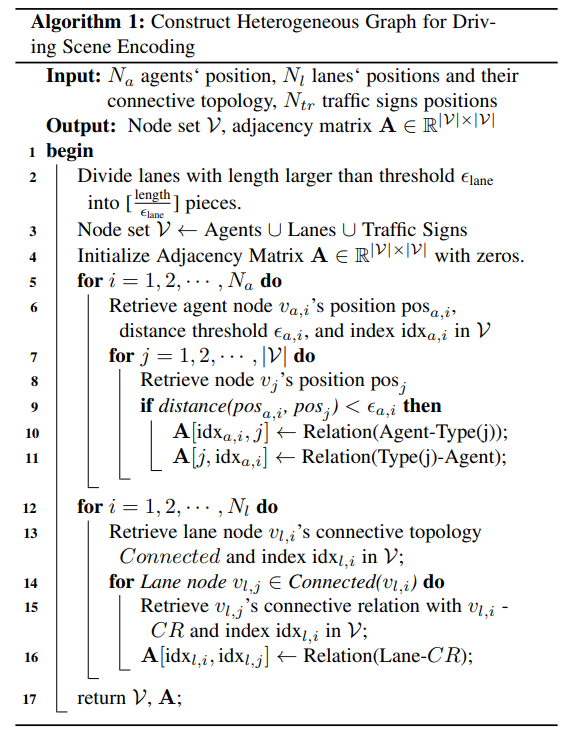 Algorithm 1: Construct Heterogeneous Graph for Driv-
ing Scene Encoding
Input: $N_a$ agents‘ position, $N_l$ lanes‘ positions and their
connective topology, $N_{tr}$ traffic signs positions
Output: Node set $\mathcal{V}$, adjacency matrix $\mathbf{A} \in \mathbb{R}^{|\mathcal{V}|\times|\mathcal{V}|}$
1 begin
2 Divide lanes with length larger than threshold $\epsilon_{\text{lane}}$
into $[\frac{\text{length}}{\epsilon_{\text{lane}}}]$ pieces.
3 Node set $\mathcal{V} \leftarrow$ Agents $\cup$ Lanes $\cup$ Traffic Signs
4 Initialize Adjacency Matrix $\mathbf{A} \in \mathbb{R}^{|\mathcal{V}|\times|\mathcal{V}|}$ with zeros.
5 for $i = 1, 2, \cdots, N_a$ do
6 Retrieve agent node $v_{a,i}$’s position $\text{pos}_{a,i}$,
distance threshold $\epsilon_{a,i}$, and index $\text{idx}_{a,i}$ in $\mathcal{V}$
7 for $j = 1, 2, \cdots, |\mathcal{V}|$ do
8 Retrieve node $v_j$’s position $\text{pos}_j$
9 if distance($pos_{a,i}$, $pos_j$) < $\epsilon_{a,i}$ then
10 $\mathbf{A}[\text{idx}_{a,i}, j] \leftarrow$ Relation(Agent-Type(j));
11 $\mathbf{A}[j, \text{idx}_{a,i}] \leftarrow$ Relation(Type(j)-Agent);
12 for $i = 1, 2, \cdots, N_l$ do
13 Retrieve lane node $v_{l,i}$’s connective topology
$Connected$ and index $\text{idx}_{l,i}$ in $\mathcal{V}$;
14 for Lane node $v_{l,j} \in$ Connected($v_{l,i}$) do
15 Retrieve $v_{l,j}$’s connective relation with $v_{l,i}$ -
$CR$ and index $\text{idx}_{l,i}$ in $\mathcal{V}$;
16 $\mathbf{A}[\text{idx}_{l,i}, \text{idx}_{l,j}] \leftarrow$ Relation(Lane-$CR$);
17 return $\mathcal{V}$, $\mathbf{A}$;